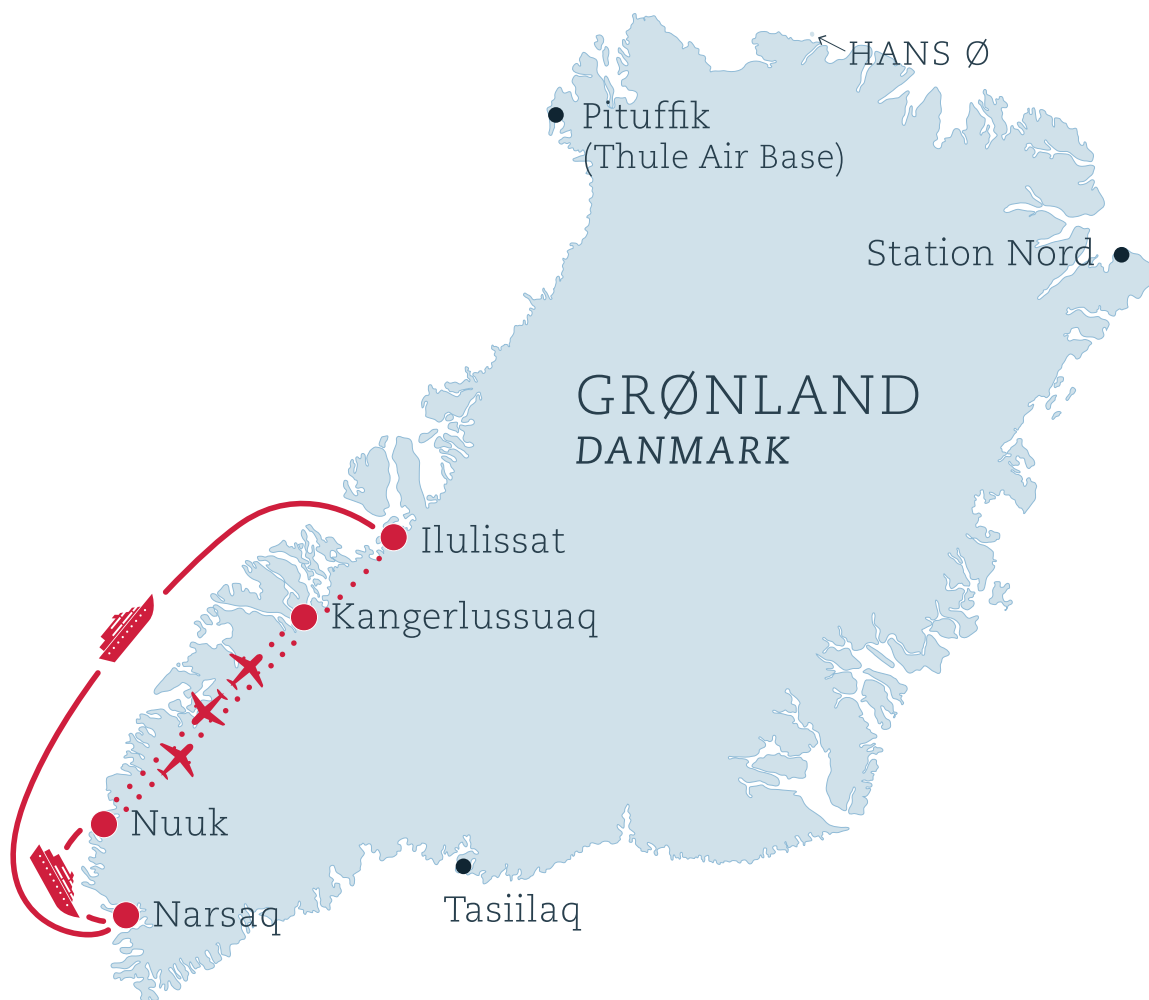 HANS Ø
Pituffik
(Thule Air Base)
Station Nord
GRØNLAND
DANMARK
Ilulissat
Kangerlussuaq
Nuuk
Narsaq
Tasiilaq